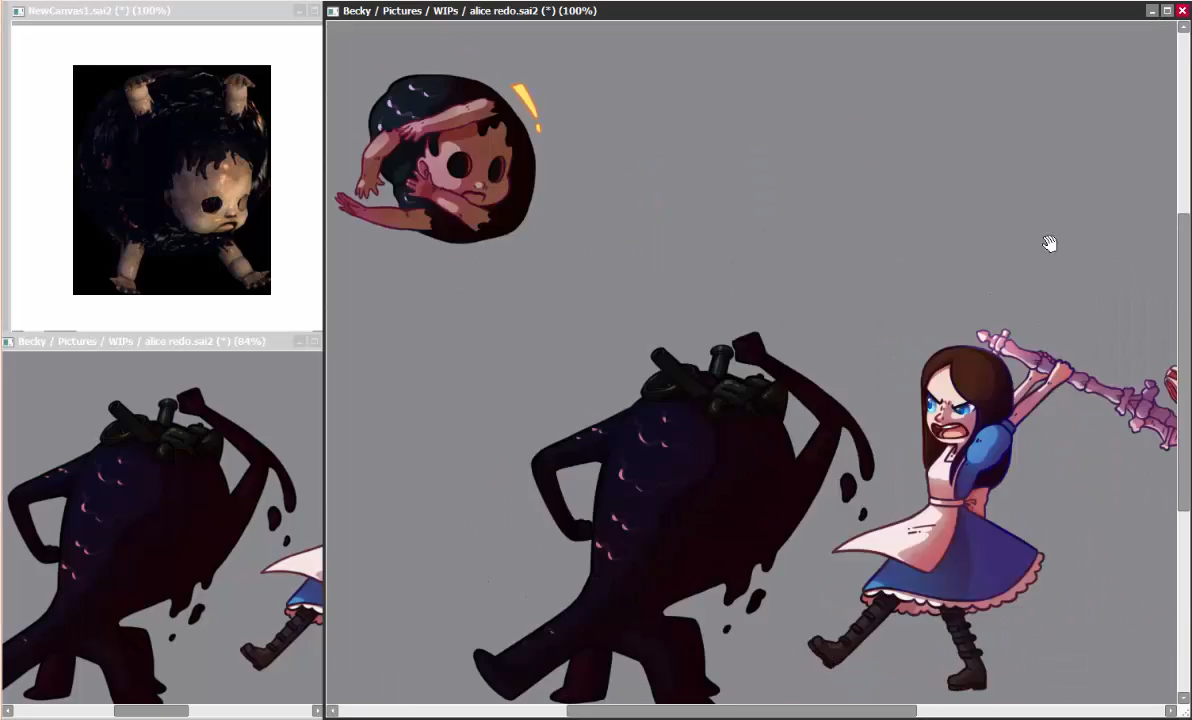 NewCanvas1.sai2 (*) (100%)
Becky / Pictures / WIPs / alice redo.sai2 (*) (100%)
Becky / Pictures / WIPs / alice redo.sai2 (*) (84%)